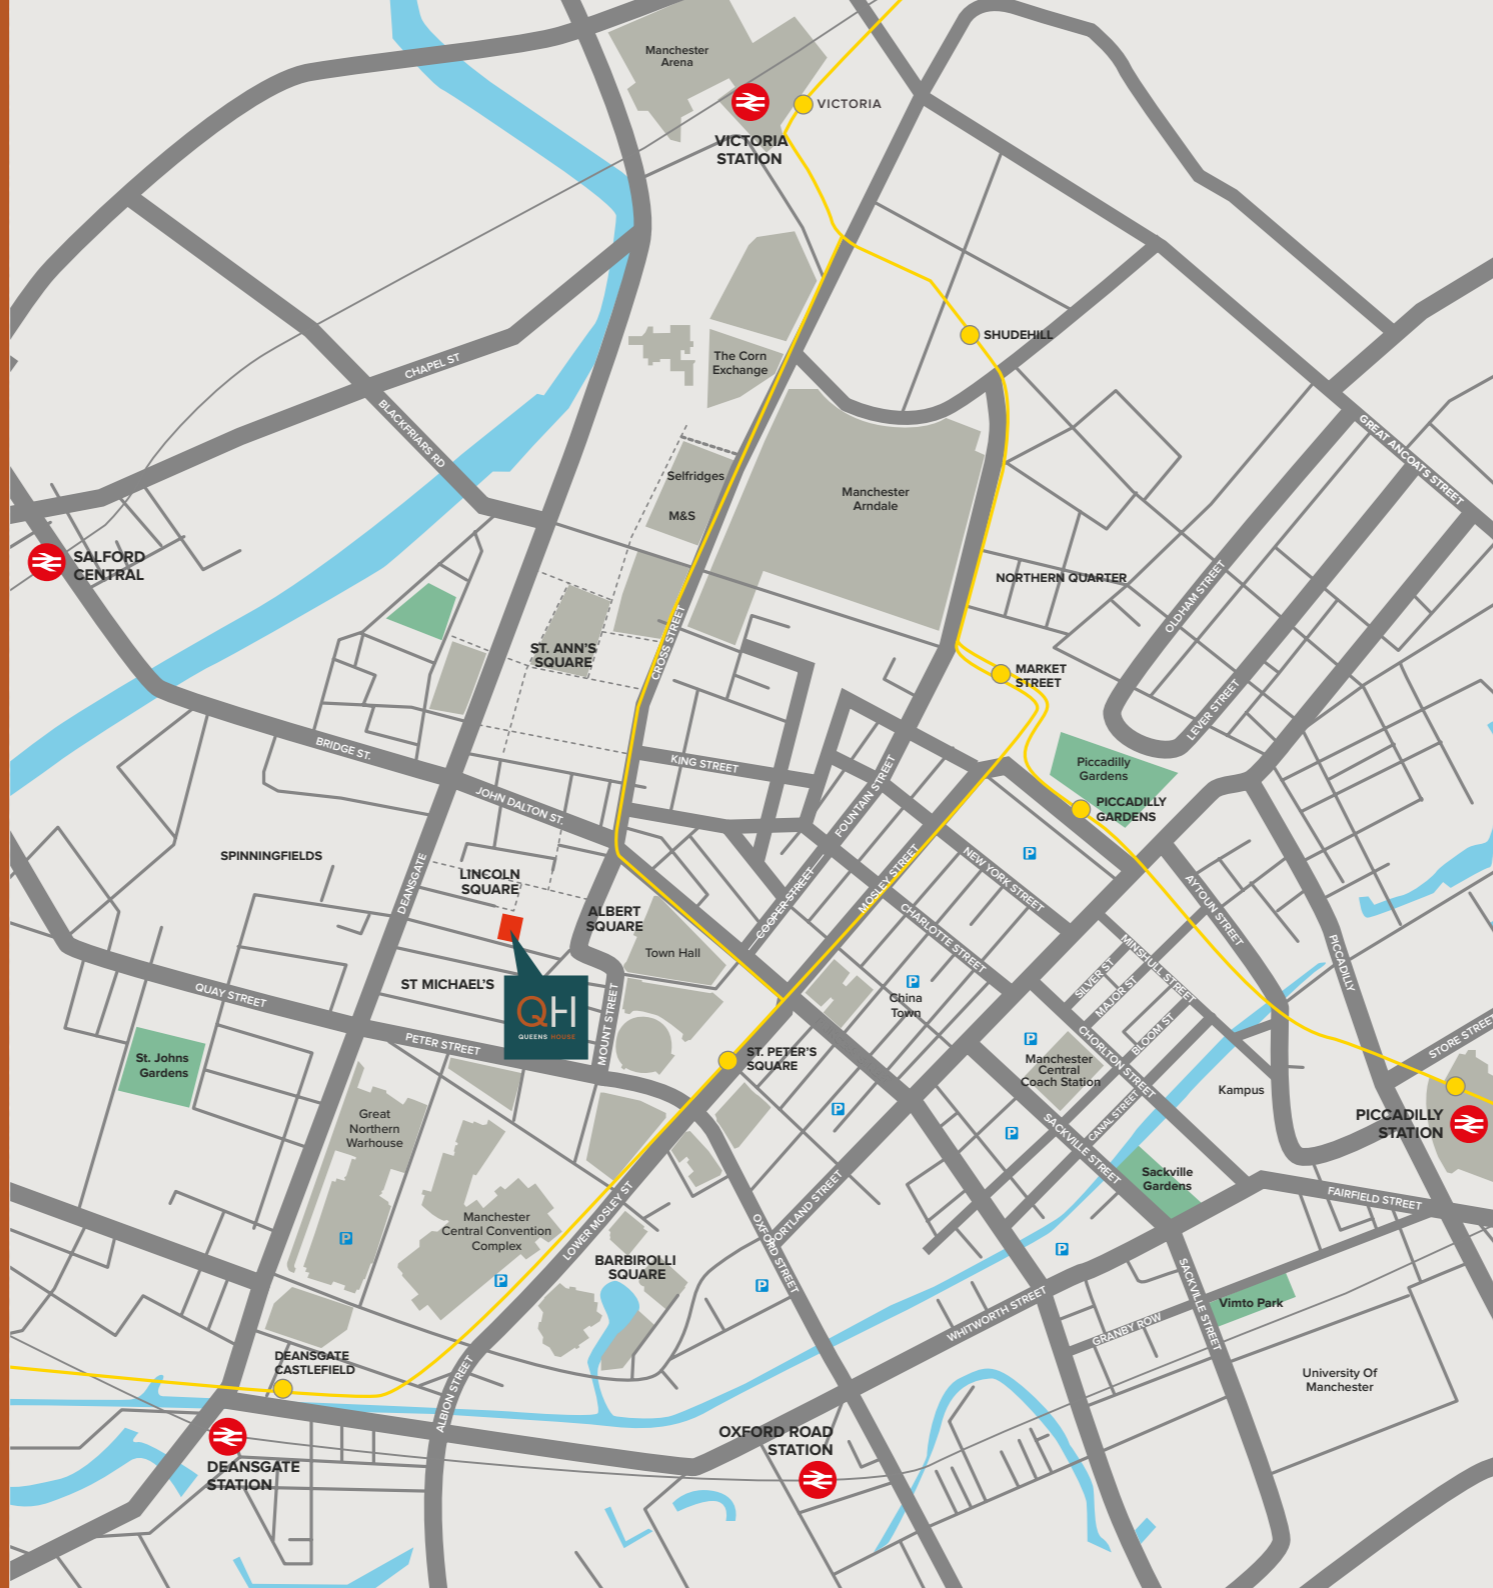 Manchester
Arena
VICTORIA
VICTORIA
STATION
SHUDEHILL
CHAPEL ST
The Corn
Exchange
BLACKFRIARS RD
GREAT ANCOATS STREET
Selfridges
M&S
Manchester
Arndale
SALFORD
CENTRAL
NORTHERN QUARTER
OLDHAM STREET
CROSS STREET
ST. ANN'S
SQUARE
MARKET
STREET
LEVER STREET
BRIDGE ST.
KING STREET
Piccadilly
Gardens
JOHN DALTON ST.
FOUNTAIN STREET
PICCADILLY
GARDENS
SPINNINGFIELDS
DEANSGATE
LINCOLN
SQUARE
MOSLEY STREET
NEW YORK STREET
P
AYTOUN STREET
COOPER STREET
CHARLOTTE STREET
ALBERT
SQUARE
Town Hall
MINSHULL STREET
PICCADILLY
ST MICHAEL'S
QUAY STREET
QH
QUEENS HOUSE
MOUNT STREET
P
China
Town
SILVER ST
MAJOR ST
BLOOM ST
PETER STREET
ST. PETER'S
SQUARE
P
CHORLTON STREET
STORE STREET
St. Johns
Gardens
Manchester
Central
Coach Station
Kampus
Great
Northern
Warhouse
P
P
CANAL STREET
SACKVILLE STREET
PICCADILLY
STATION
Sackville
Gardens
FAIRFIELD STREET
Manchester
Central Convention
Complex
LOWER MOSLEY ST
PORTLAND STREET
OXFORD STREET
P
P
P
P
BARBIROLLI
SQUARE
SACKVILLE STREET
Vimto Park
WHITWORTH STREET
GRANBY ROW
DEANSGATE
CASTLEFIELD
ALBION STREET
University Of
Manchester
OXFORD ROAD
STATION
DEANSGATE
STATION